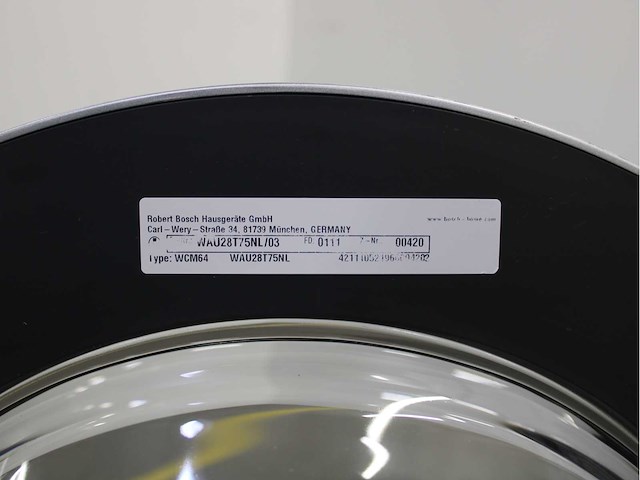 Robert Bosch Hausgeräte GmbH
www.bosch-home.com
Carl-Wery-Straße 34, 81739 München, GERMANY
WAU28T75NL/03 FD. 0111 Z-Nr. 00420
Type: WCM64 WAU28T75NL